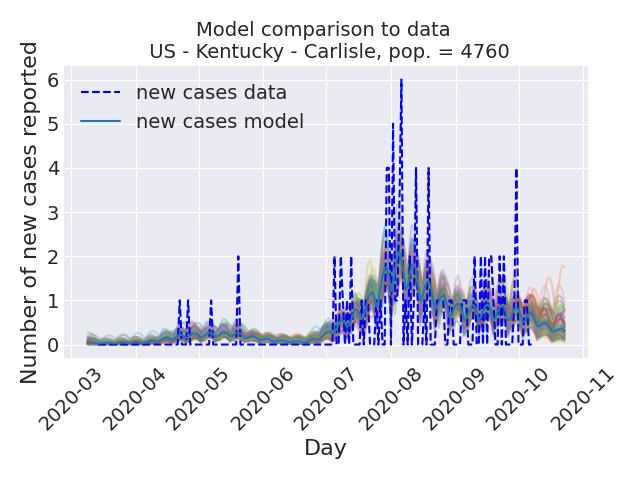 Model comparison to data
US - Kentucky - Carlisle, pop. = 4760
Number of new cases reported
6
5
4
3
2
1
0
new cases data
new cases model
2020-03
2020-04
2020-05
2020-06
2020-07
2020-08
2020-09
2020-10
2020-11
Day